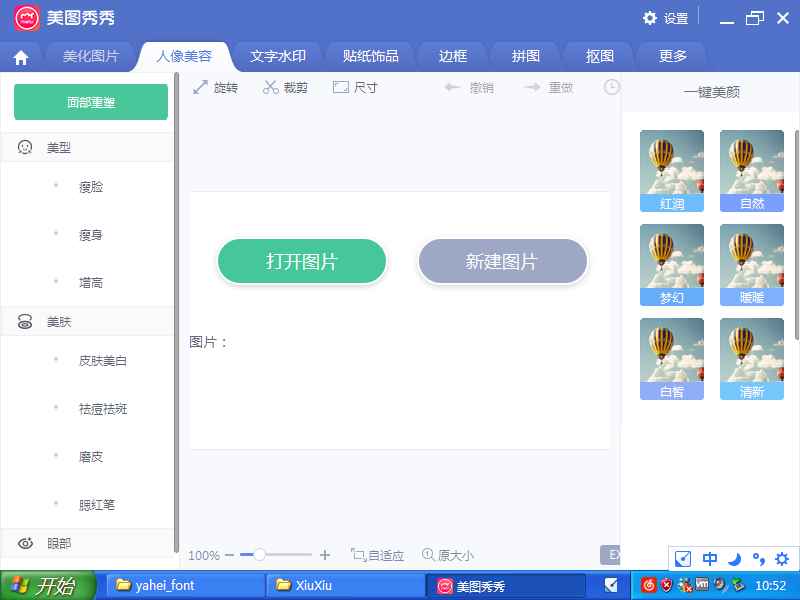 美图秀秀
设置
美化图片 人像美容 文字水印 贴纸饰品 边框 拼图 抠图 更多
面部重塑
旋转 裁剪 尺寸 撤销 重做
一键美颜
美型
瘦脸
瘦身
增高
美肤
皮肤美白
祛痘祛斑
磨皮
腮红笔
眼部
打开图片 新建图片
图片：
红润 自然
梦幻 暖暖
白皙 清新
100% 自适应 原大小
中
开始 yahei_font XiuXiu 美图秀秀 10:52